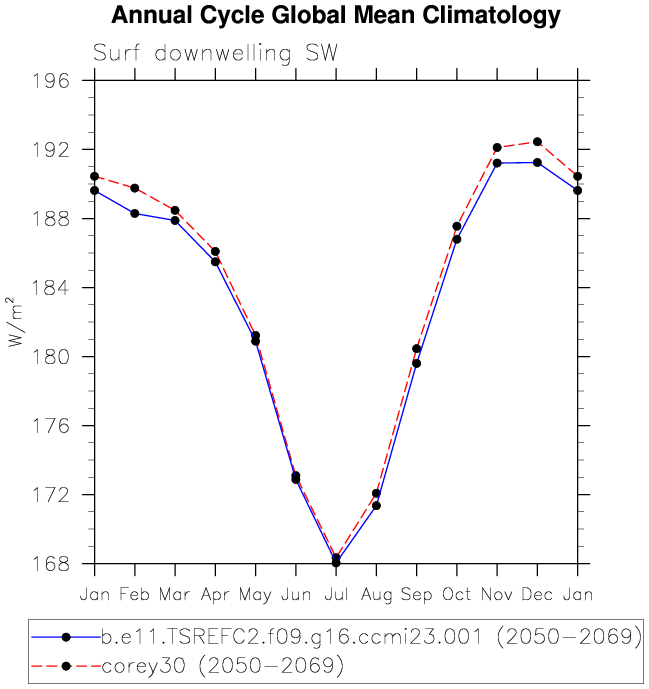 Annual Cycle Global Mean Climatology
Surf downwelling SW
196
192
188
184
180
176
172
168
W/m²
Jan Feb Mar Apr May Jun Jul Aug Sep Oct Nov Dec Jan
b.e11.TSREFC2.f09.g16.ccmi23.001 (2050−2069)
corey30 (2050−2069)